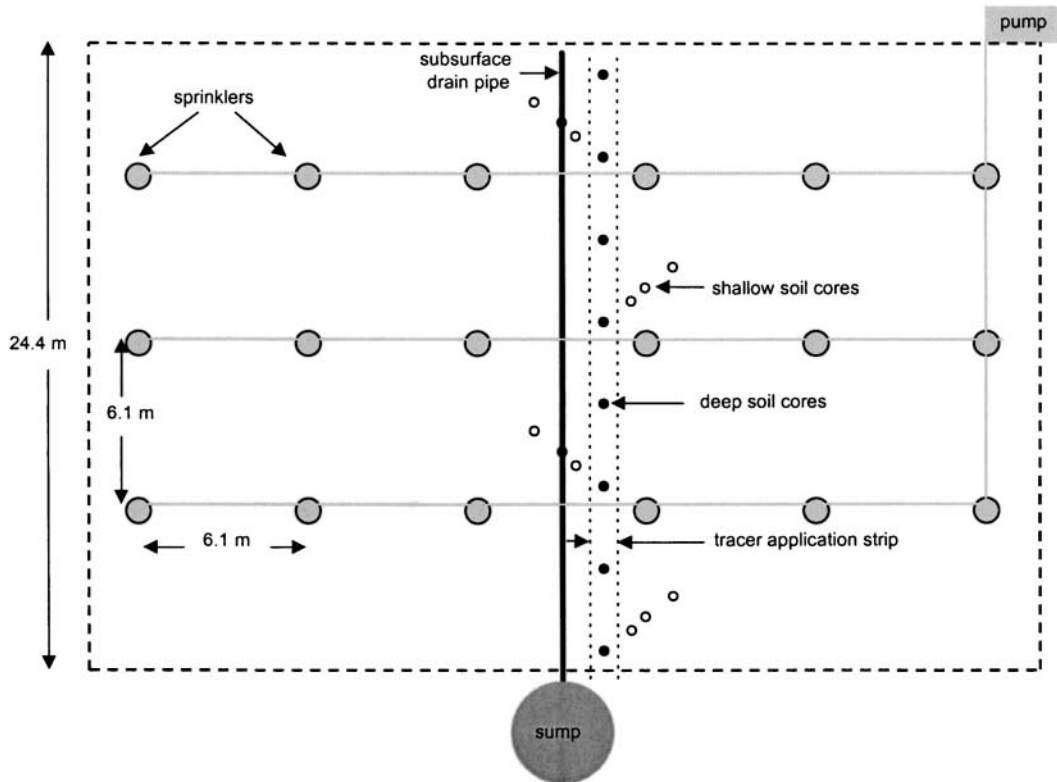 pump
subsurface
drain pipe
sprinklers
shallow soil cores
24.4 m
6.1 m
deep soil cores
6.1 m
tracer application strip
sump